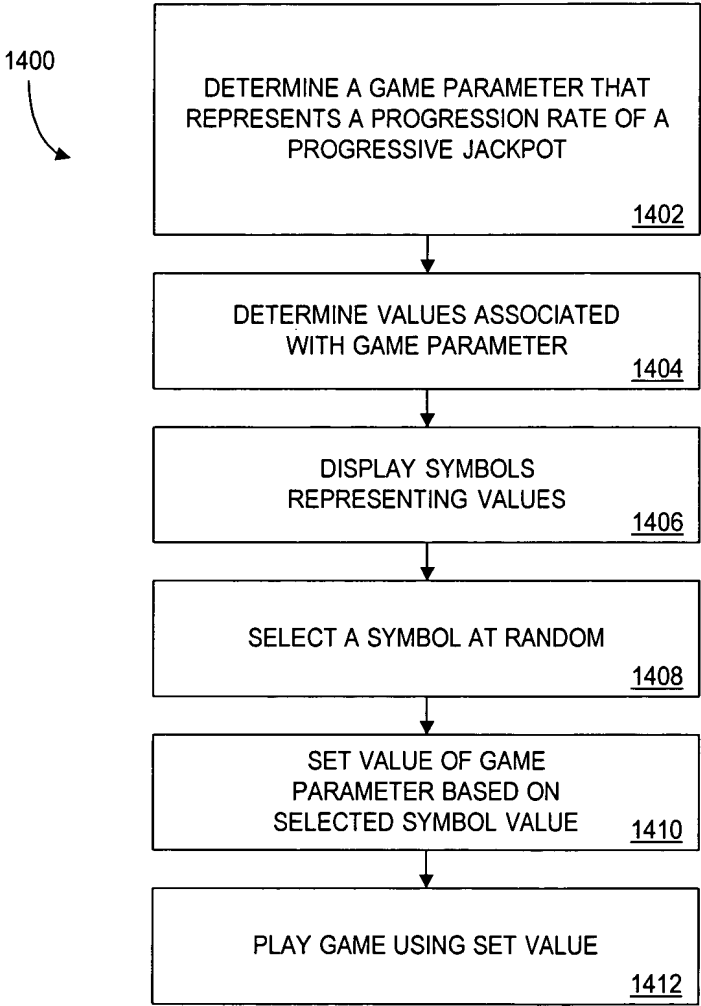 1400
DETERMINE A GAME PARAMETER THAT
REPRESENTS A PROGRESSION RATE OF A
PROGRESSIVE JACKPOT
1402
DETERMINE VALUES ASSOCIATED
WITH GAME PARAMETER
1404
DISPLAY SYMBOLS
REPRESENTING VALUES
1406
SELECT A SYMBOL AT RANDOM
1408
SET VALUE OF GAME
PARAMETER BASED ON
SELECTED SYMBOL VALUE
1410
PLAY GAME USING SET VALUE
1412